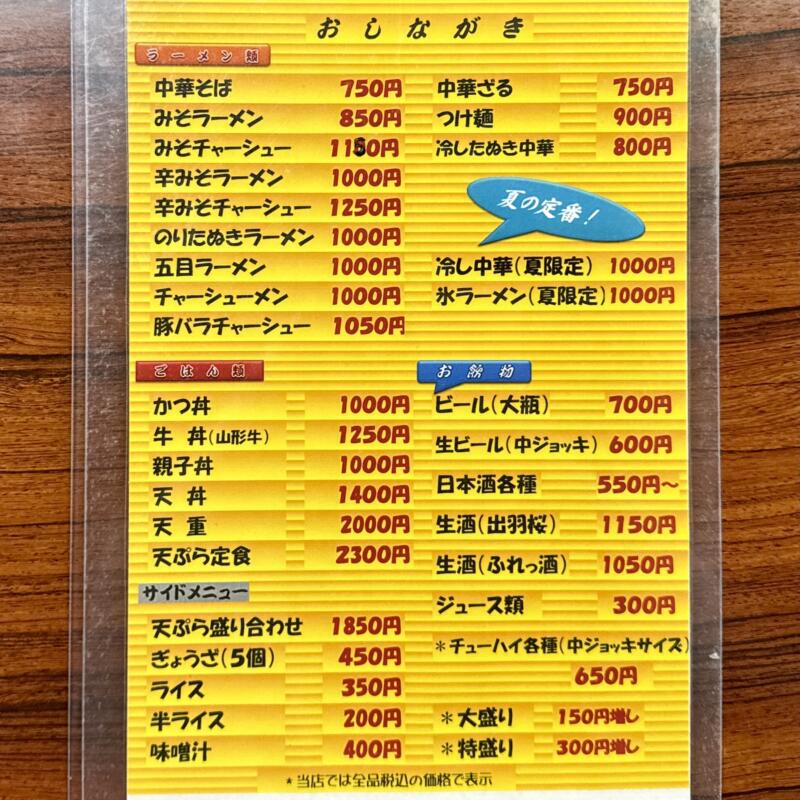 おしながき
ラーメン類
中華そば 750円
みそラーメン 850円
みそチャーシュー 1150円
辛みそラーメン 1000円
辛みそチャーシュー 1250円
のりたぬきラーメン 1000円
五目ラーメン 1000円
チャーシューメン 1000円
豚バラチャーシュー 1050円
中華ざる 750円
つけ麺 900円
冷したぬき中華 800円
夏の定番!
冷し中華(夏限定) 1000円
氷ラーメン(夏限定) 1000円
ごはん類
かつ丼 1000円
牛 丼(山形牛) 1250円
親子丼 1000円
天 丼 1400円
天 重 2000円
天ぷら定食 2300円
サイドメニュー
天ぷら盛り合わせ 1850円
ぎょうざ(5個) 450円
ライス 350円
半ライス 200円
味噌汁 400円
お飲物
ビール(大瓶) 700円
生ビール(中ジョッキ) 600円
日本酒各種 550円～
生酒(出羽桜) 1150円
生酒(ふれっ酒) 1050円
ジュース類 300円
*チューハイ各種(中ジョッキサイズ)
650円
*大盛り 150円増し
*特盛り 300円増し
*当店では全品税込の価格で表示